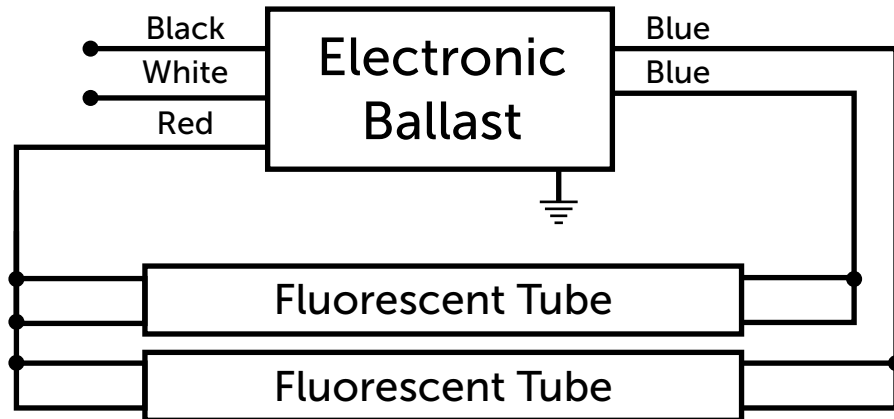 Black
White
Red
Electronic
Ballast
Blue
Blue
Fluorescent Tube
Fluorescent Tube